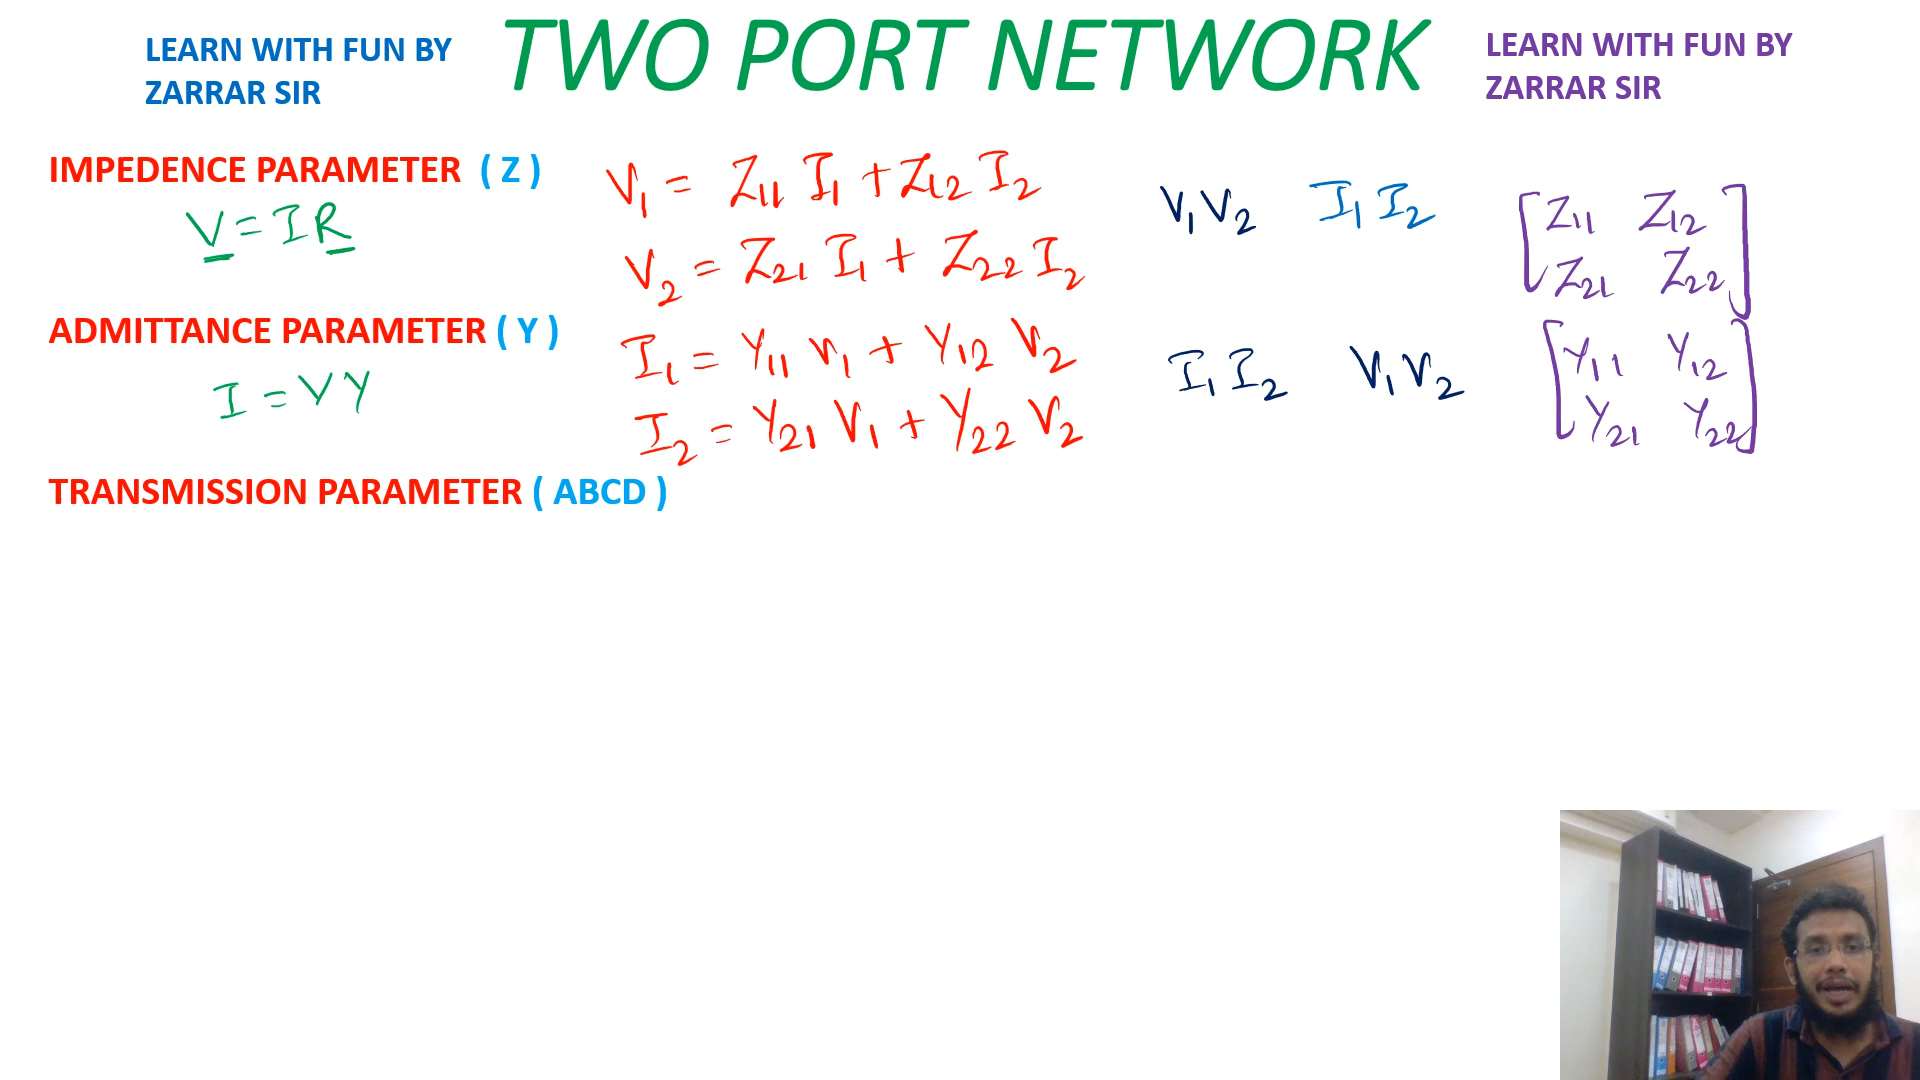 LEARN WITH FUN BY
ZARRAR SIR
TWO PORT NETWORK
LEARN WITH FUN BY
ZARRAR SIR
IMPEDENCE PARAMETER ( Z )
V = IR
V₁ = Z₁₁ I₁ + Z₁₂ I₂
V₂ = Z₂₁ I₁ + Z₂₂ I₂
V₁ V₂ I₁ I₂
Z₁₁ Z₁₂
Z₂₁ Z₂₂
ADMITTANCE PARAMETER ( Y )
I = VY
I₁ = Y₁₁ V₁ + Y₁₂ V₂
I₂ = Y₂₁ V₁ + Y₂₂ V₂
I₁ I₂ V₁ V₂
Y₁₁ Y₁₂
Y₂₁ Y₂₂
TRANSMISSION PARAMETER ( ABCD )